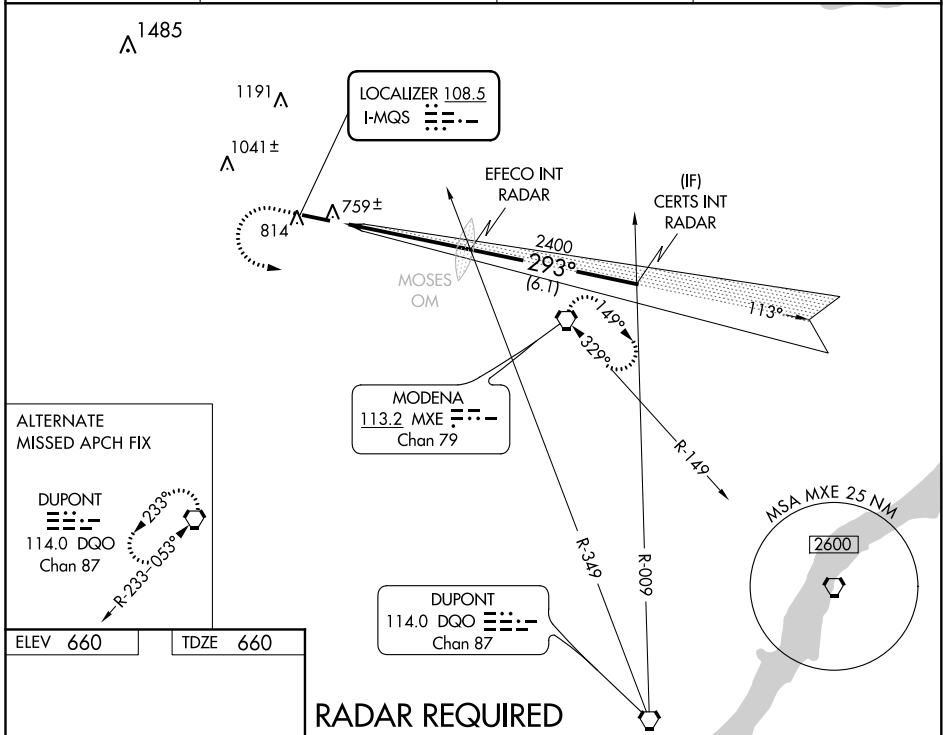 1485
1191
LOCALIZER 108.5
I-MQS
1041±
EFECO INT
RADAR
(IF)
CERTS INT
RADAR
759±
814
2400
293°
(6.1)
MOSES
OM
113°
149°
329°
MODENA
113.2 MXE
Chan 79
R-149
ALTERNATE
MISSED APCH FIX
DUPONT
114.0 DQO
Chan 87
233°
R-233
053°
MSA MXE 25 NM
2600
R-349
R-009
DUPONT
114.0 DQO
Chan 87
ELEV 660
TDZE 660
RADAR REQUIRED